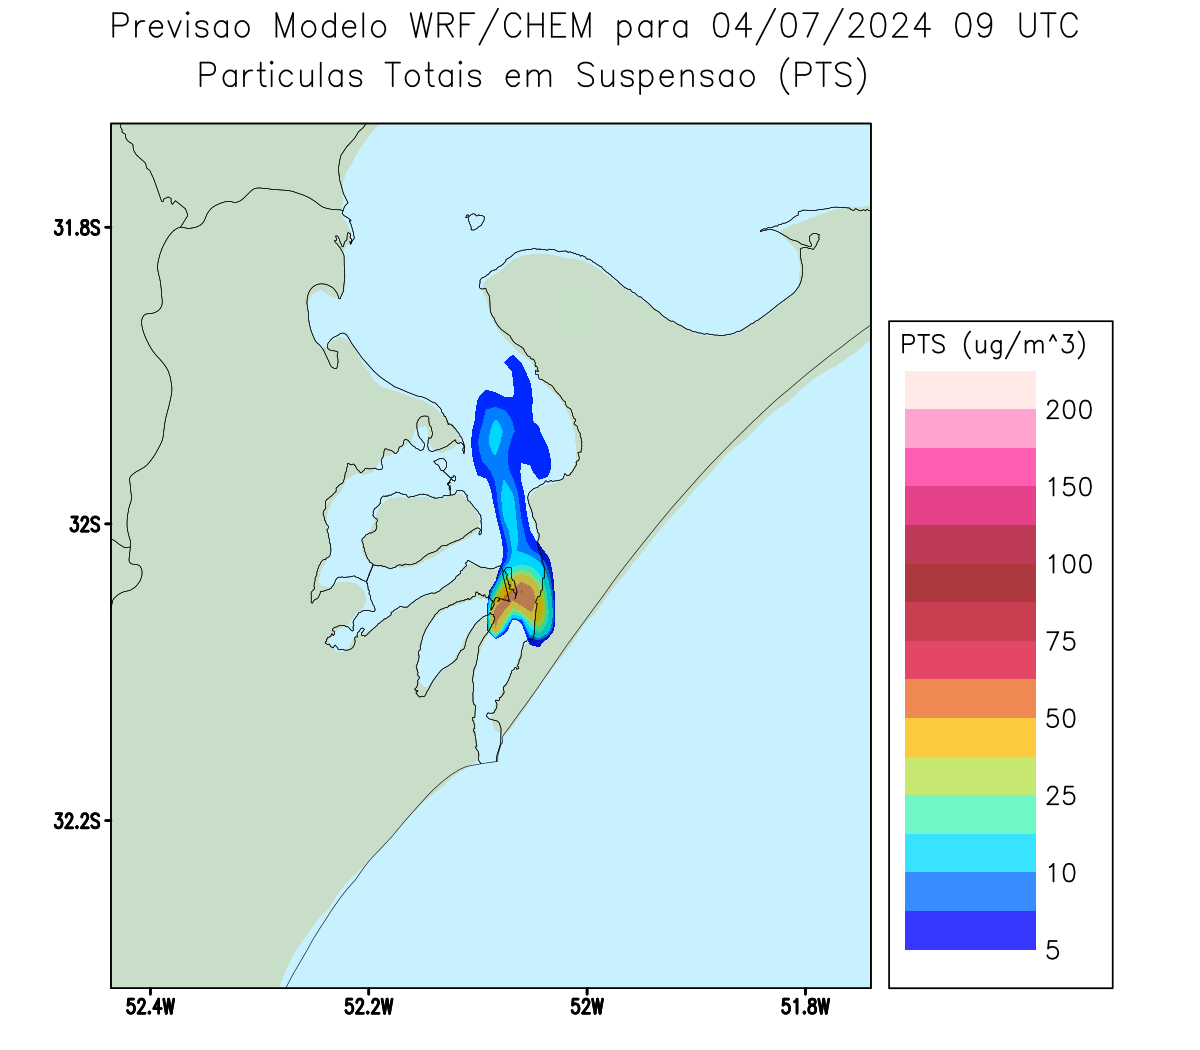 Previsao Modelo WRF/CHEM para 04/07/2024 09 UTC
Particulas Totais em Suspensao (PTS)
31.8S
32S
32.2S
52.4W
52.2W
52W
51.8W
PTS (ug/m^3)
200
150
100
75
50
25
10
5